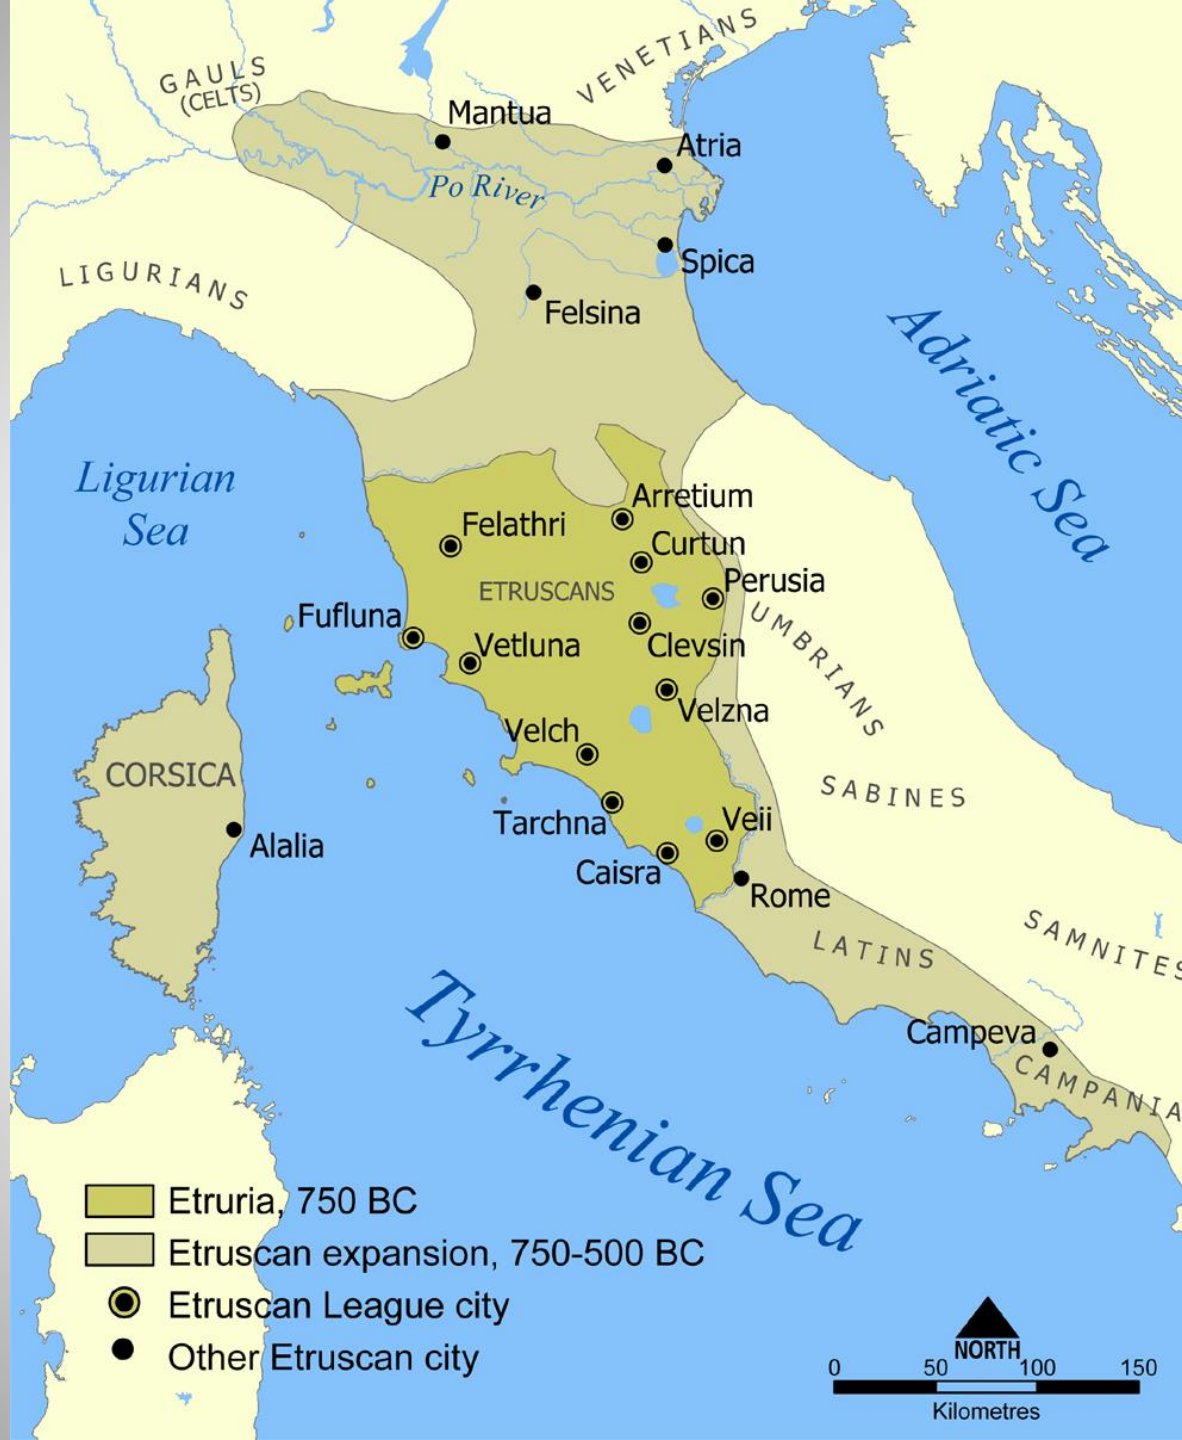 GAULS
(CELTS)
VENETIANS
Mantua
Atria
Po River
Spica
LIGURIANS
Felsina
Adriatic Sea
Ligurian
Sea
Arretium
Felathri
Curtun
ETRUSCANS
Perusia
Fufluna
UMBRIANS
Vetluna
Clevsin
Velzna
Velch
CORSICA
SABINES
Tarchna
Veii
Alalia
Caisra
Rome
LATINS
SAMNITES
Tyrrhenian Sea
Campeva
CAMPANIA
Etruria, 750 BC
Etruscan expansion, 750-500 BC
Etruscan League city
Other Etruscan city
NORTH
0 50 100 150
Kilometres